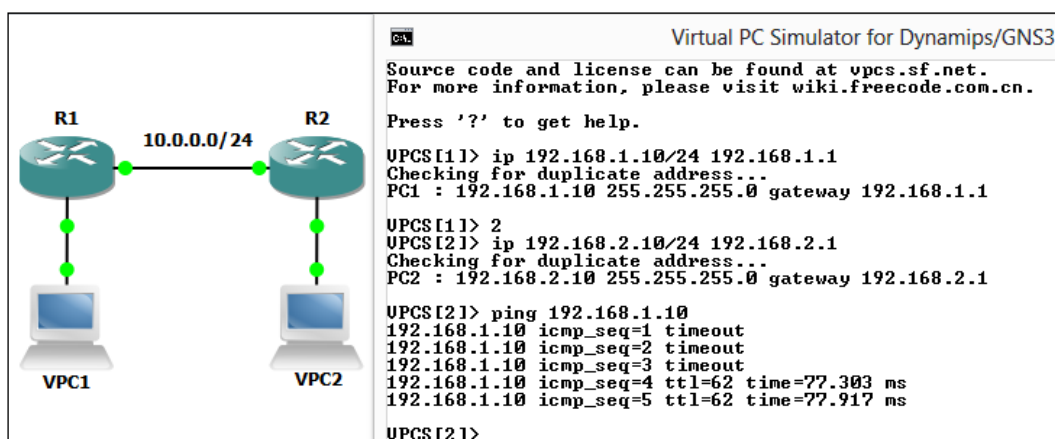 R1
R2
10.0.0.0/24
VPC1
VPC2
C:\.
Virtual PC Simulator for Dynamips/GNS3
Source code and license can be found at vpcs.sf.net.
For more information, please visit wiki.freecode.com.cn.
Press '?' to get help.
VPCS[1]> ip 192.168.1.10/24 192.168.1.1
Checking for duplicate address...
PC1 : 192.168.1.10 255.255.255.0 gateway 192.168.1.1
VPCS[1]> 2
VPCS[2]> ip 192.168.2.10/24 192.168.2.1
Checking for duplicate address...
PC2 : 192.168.2.10 255.255.255.0 gateway 192.168.2.1
VPCS[2]> ping 192.168.1.10
192.168.1.10 icmp_seq=1 timeout
192.168.1.10 icmp_seq=2 timeout
192.168.1.10 icmp_seq=3 timeout
192.168.1.10 icmp_seq=4 ttl=62 time=77.303 ms
192.168.1.10 icmp_seq=5 ttl=62 time=77.917 ms
VPCS[2]>